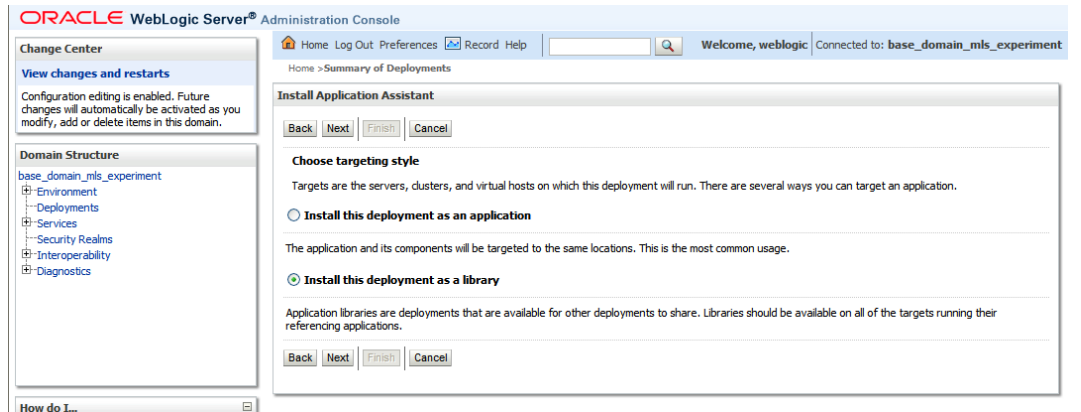 ORACLE WebLogic Server® Administration Console
Change Center
View changes and restarts
Configuration editing is enabled. Future
changes will automatically be activated as you
modify, add or delete items in this domain.
Domain Structure
base_domain_mls_experiment
Environment
Deployments
Services
Security Realms
Interoperability
Diagnostics
How do I...
Home Log Out Preferences Record Help
Welcome, weblogic Connected to: base_domain_mls_experiment
Home >Summary of Deployments
Install Application Assistant
Back Next Finish Cancel
Choose targeting style
Targets are the servers, clusters, and virtual hosts on which this deployment will run. There are several ways you can target an application.
Install this deployment as an application
The application and its components will be targeted to the same locations. This is the most common usage.
Install this deployment as a library
Application libraries are deployments that are available for other deployments to share. Libraries should be available on all of the targets running their
referencing applications.
Back Next Finish Cancel